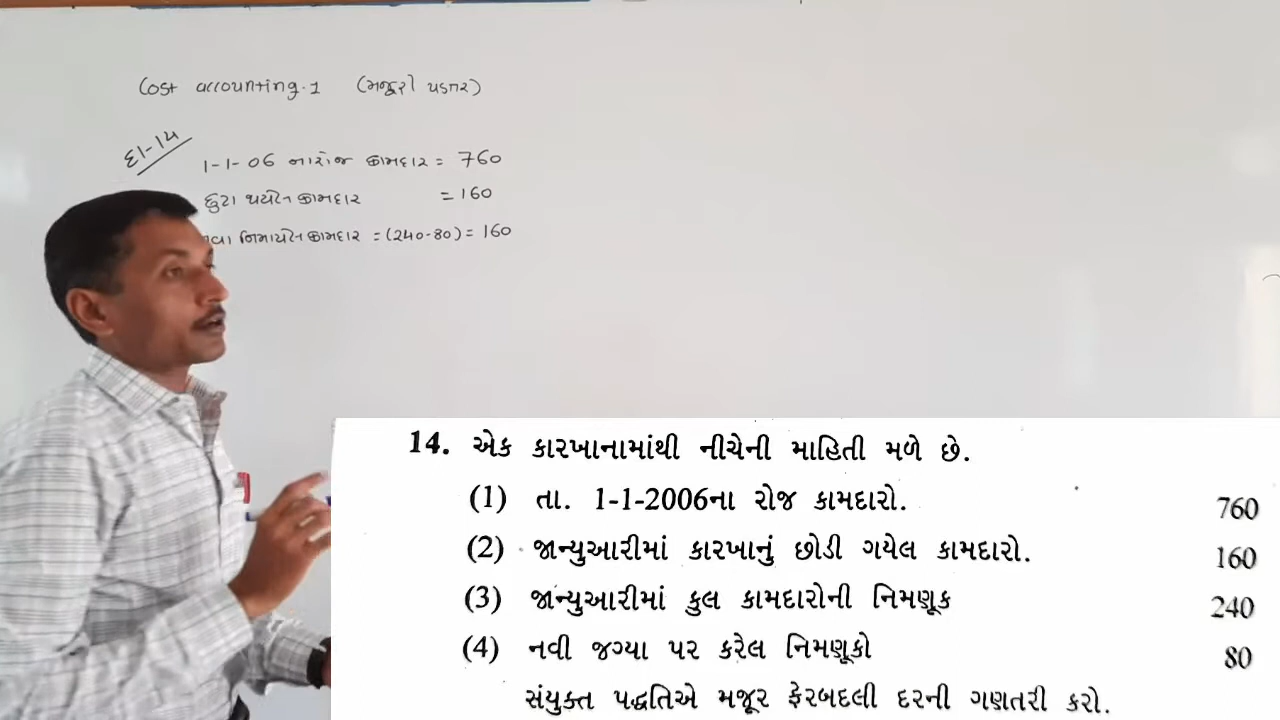 Cost accounting.1 (મજુરી પડતર)
દા-14
1-1-06 નારોજ કામદાર = 760
છુટા થયેલ કામદાર = 160
નિમાયેલ કામદાર = (240-80) = 160
14. એક કારખાનામાંથી નીચેની માહિતી મળે છે.
(1) તા. 1-1-2006ના રોજ કામદારો. 760
(2) જાન્યુઆરીમાં કારખાનું છોડી ગયેલ કામદારો. 160
(3) જાન્યુઆરીમાં કુલ કામદારોની નિમણૂક 240
(4) નવી જગ્યા પર કરેલ નિમણૂકો 80
સંયુક્ત પદ્ધતિએ મજૂર ફેરબદલી દરની ગણતરી કરો.